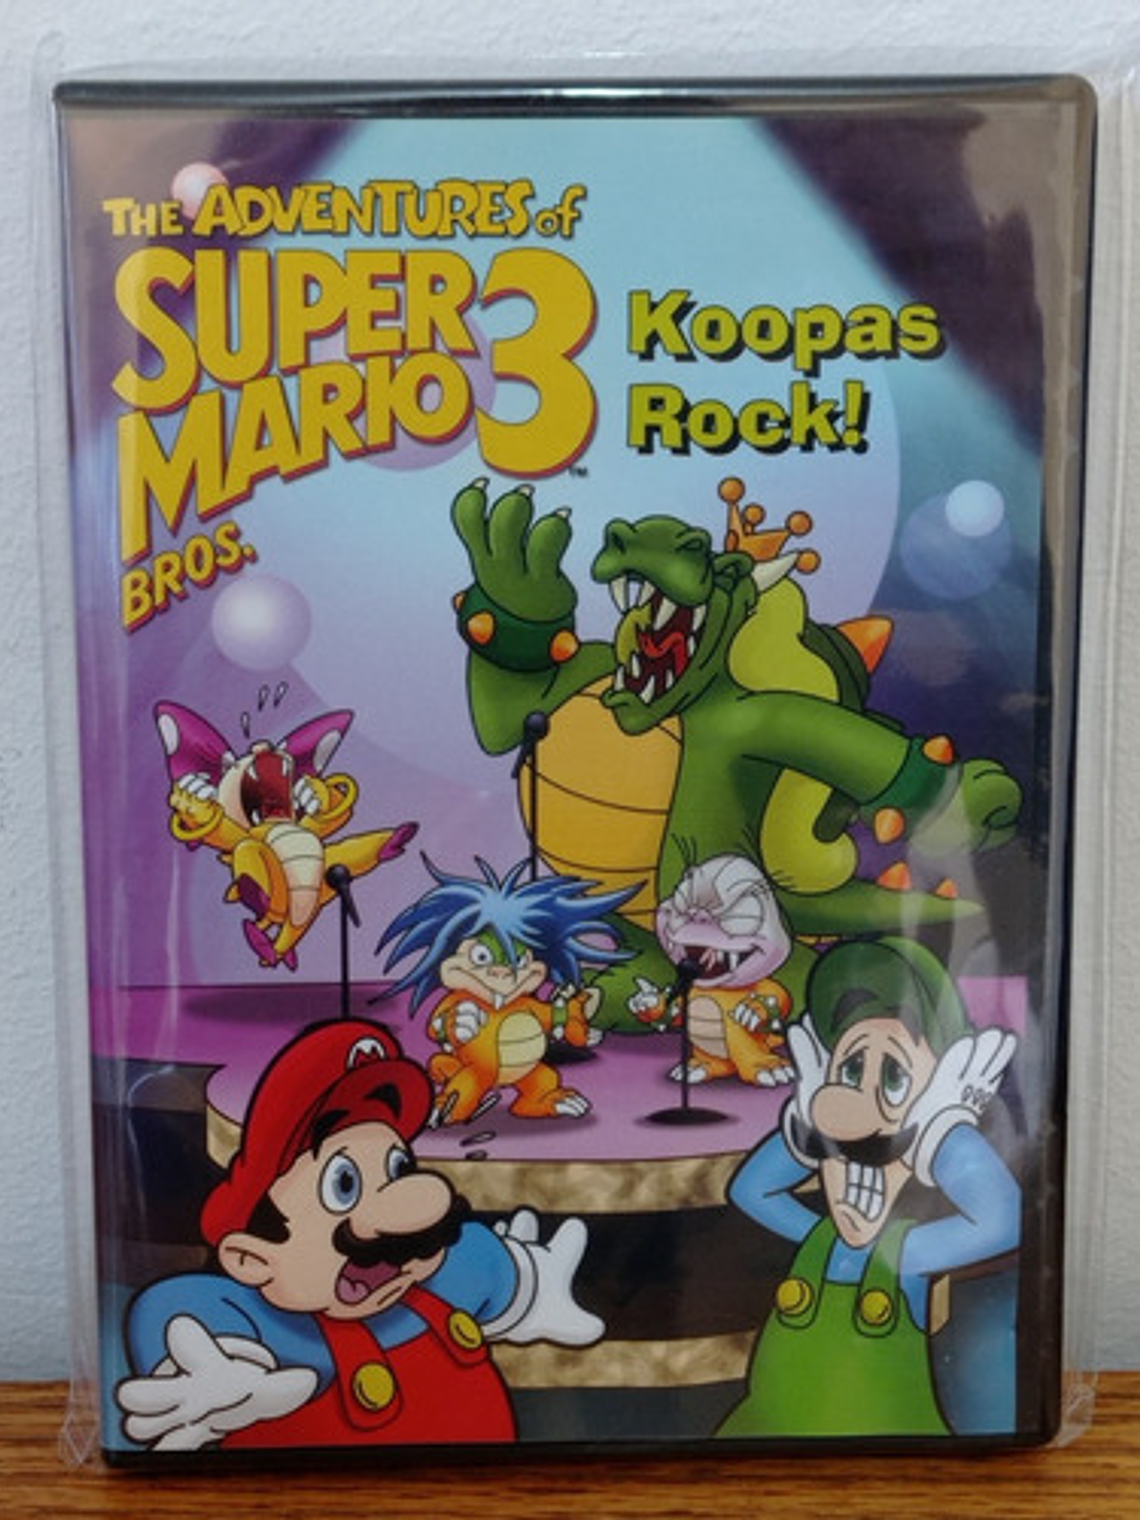 THE ADVENTURES of
SUPER
MARIO 3
BROS.
TM
Koopas
Rock!
M